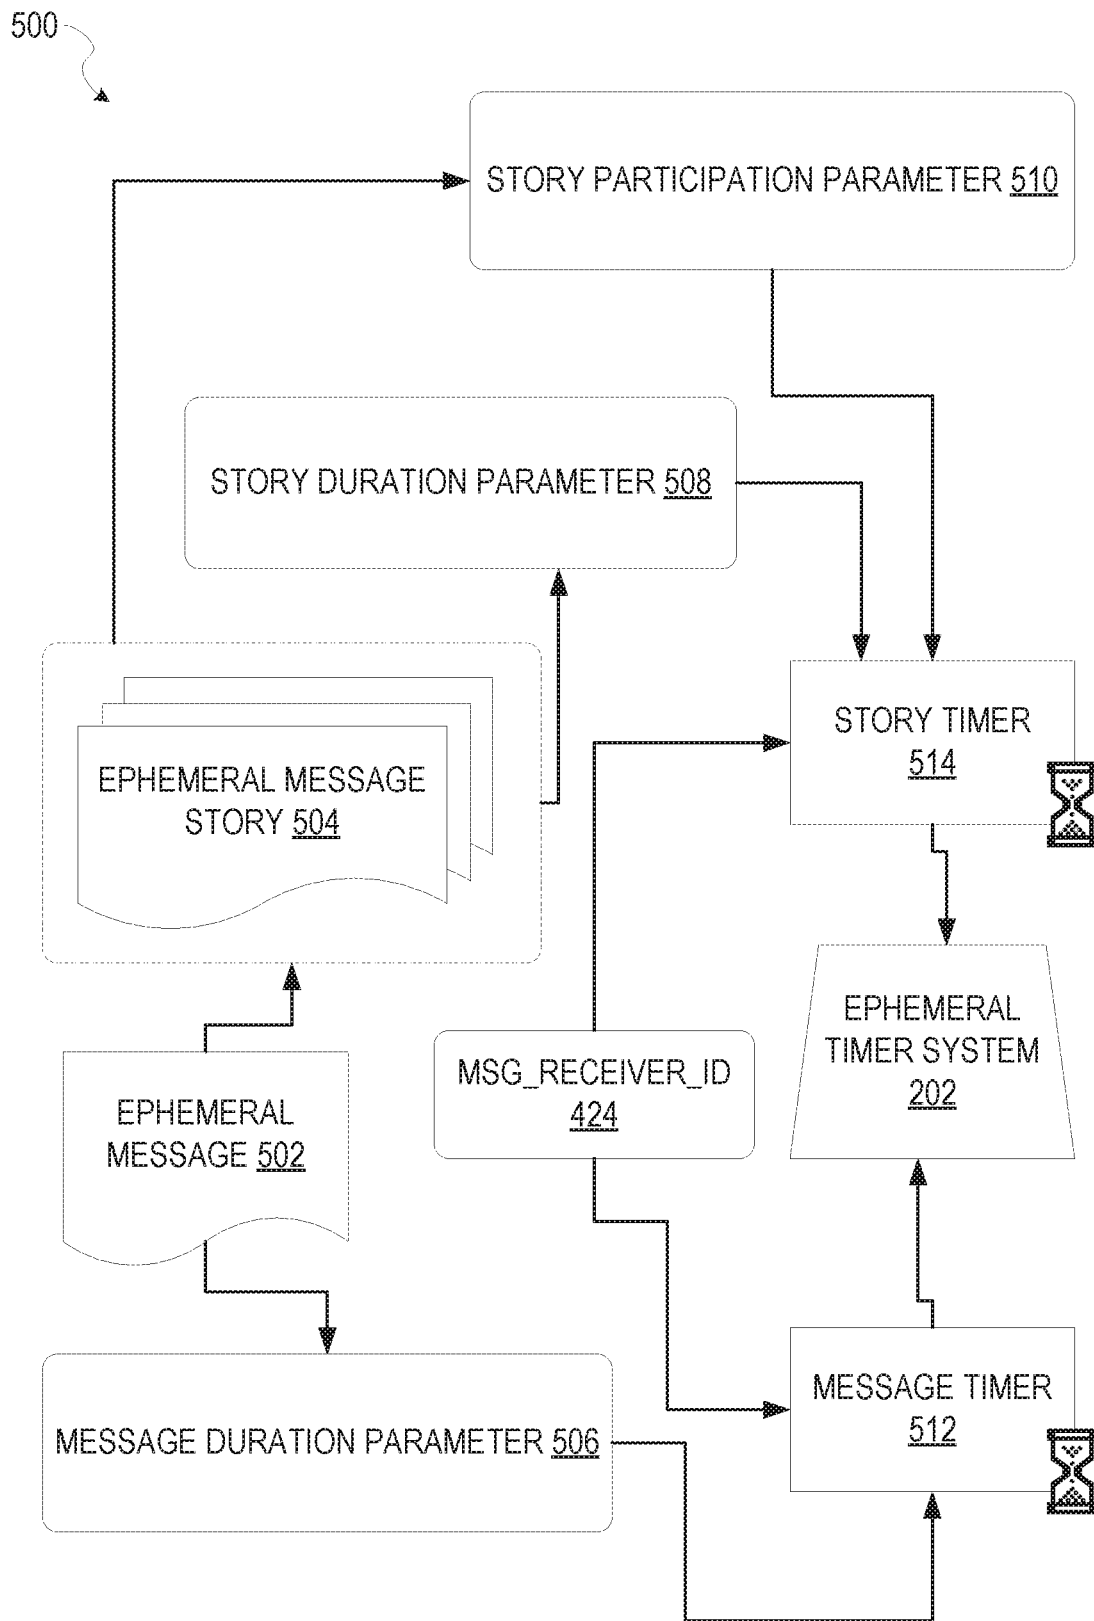 500
STORY PARTICIPATION PARAMETER 510
STORY DURATION PARAMETER 508
EPHEMERAL MESSAGE
STORY 504
STORY TIMER
514
EPHEMERAL
TIMER SYSTEM
202
MSG_RECEIVER_ID
424
EPHEMERAL
MESSAGE 502
MESSAGE TIMER
512
MESSAGE DURATION PARAMETER 506